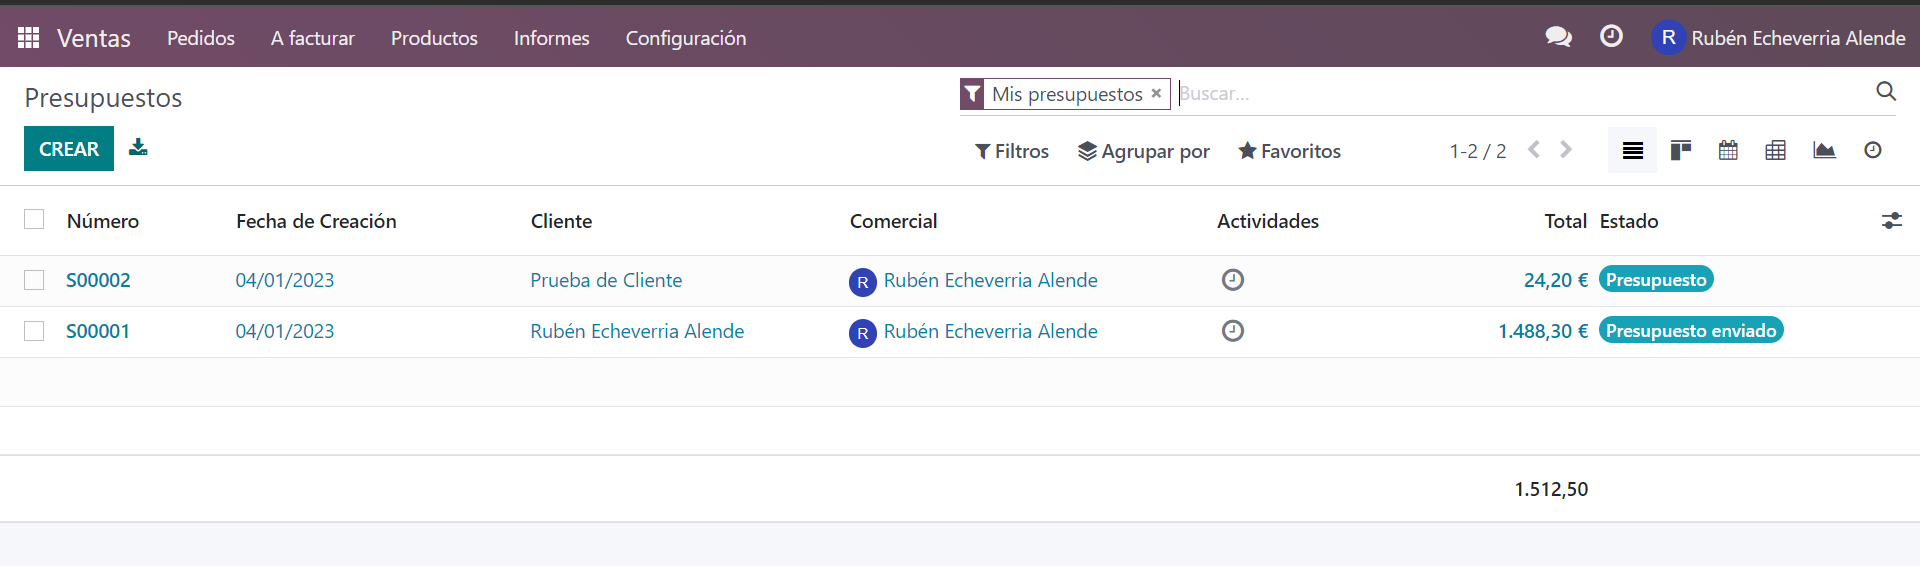 Ventas Pedidos A facturar Productos Informes Configuración R Rubén Echeverria Alende
Presupuestos Mis presupuestos × Buscar...
CREAR Filtros Agrupar por Favoritos 1-2 / 2
Número Fecha de Creación Cliente Comercial Actividades Total Estado
S00002 04/01/2023 Prueba de Cliente R Rubén Echeverria Alende 24,20 € Presupuesto
S00001 04/01/2023 Rubén Echeverria Alende R Rubén Echeverria Alende 1.488,30 € Presupuesto enviado
1.512,50